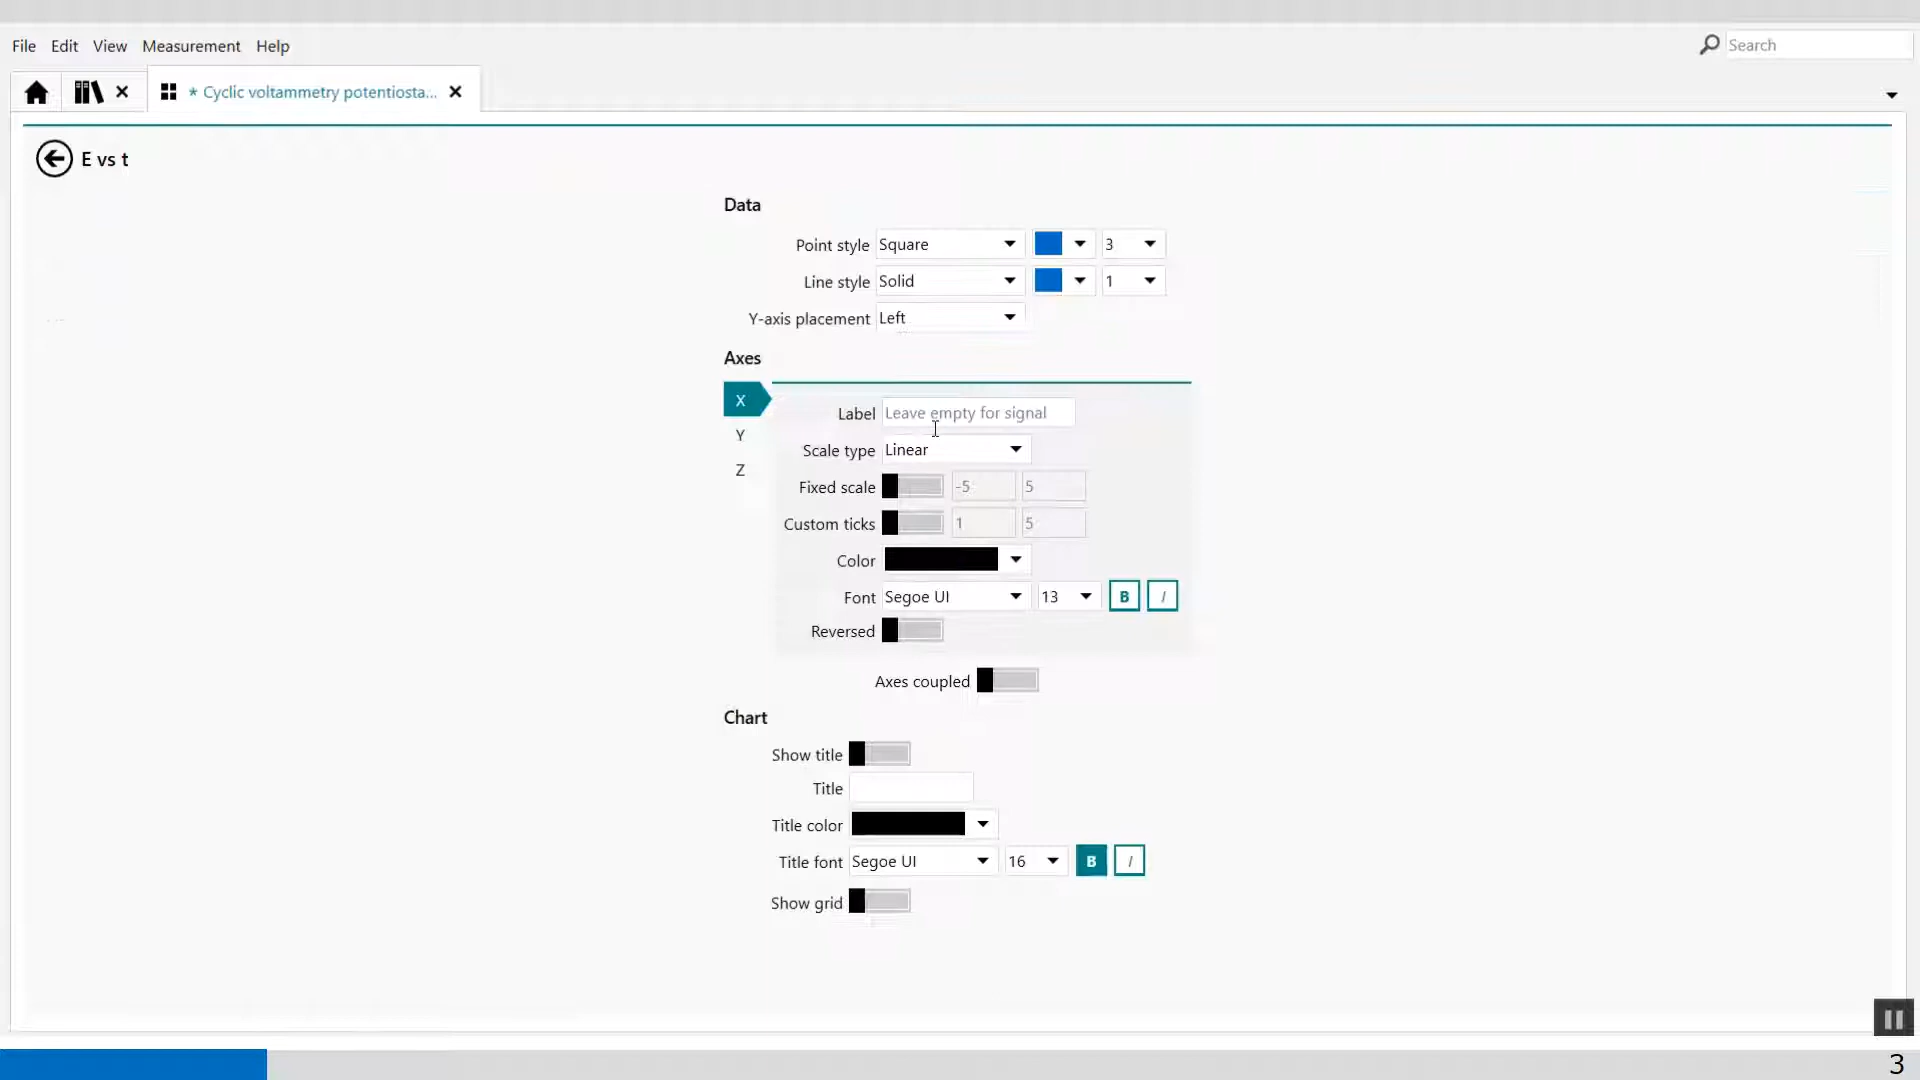 File Edit View Measurement Help Search
* Cyclic voltammetry potentiosta...
E vs t
Data
Point style Square 3
Line style Solid 1
Y-axis placement Left
Axes
X
Label Leave empty for signal
Y
Scale type Linear
Z
Fixed scale -5 5
Custom ticks 1 5
Color
Font Segoe UI 13 B I
Reversed
Axes coupled
Chart
Show title
Title
Title color
Title font Segoe UI 16 B I
Show grid
3